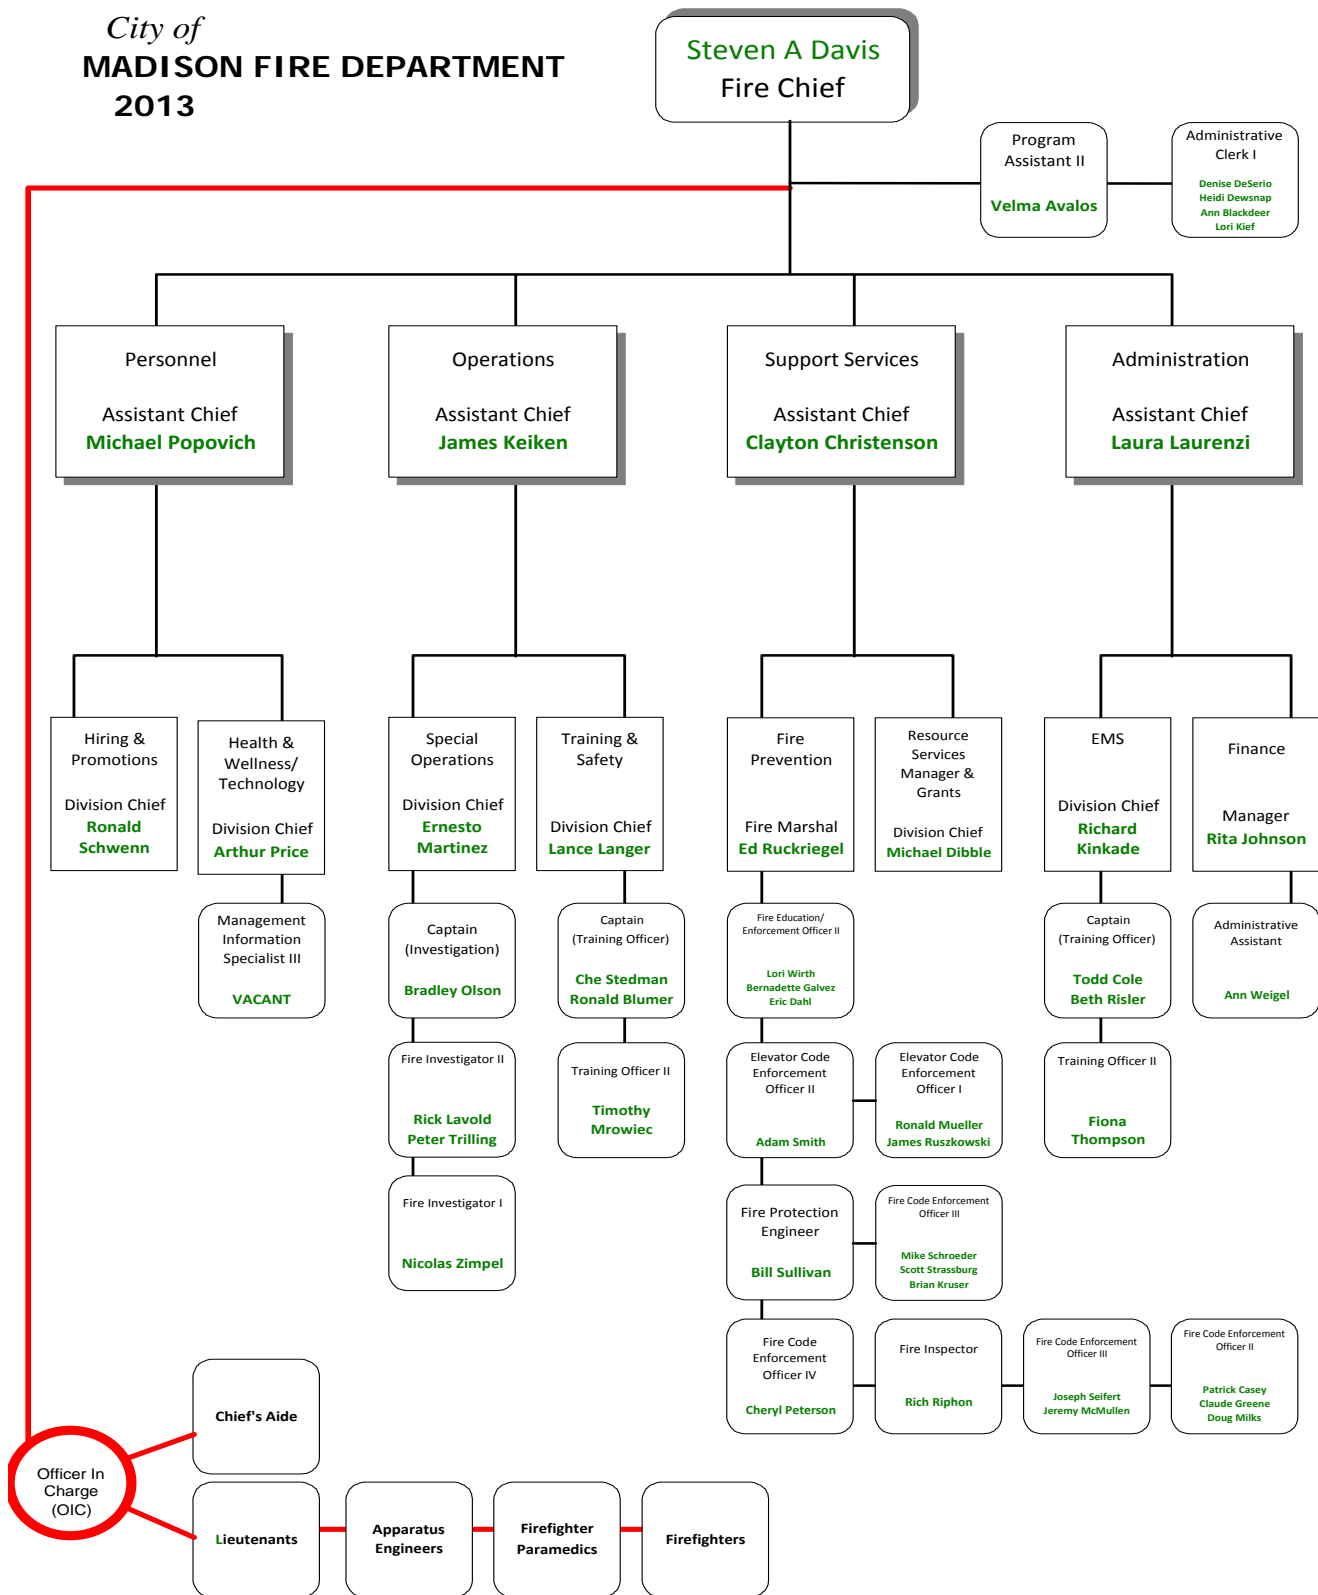 City of
MADISON FIRE DEPARTMENT
2013
Steven A Davis
Fire Chief
Program
Assistant II
Velma Avalos
Administrative
Clerk I
Denise DeSerio
Heidi Dewsnap
Ann Blackdeer
Lori Kief
Personnel
Assistant Chief
Michael Popovich
Operations
Assistant Chief
James Keiken
Support Services
Assistant Chief
Clayton Christenson
Administration
Assistant Chief
Laura Laurenzi
Hiring &
Promotions
Division Chief
Ronald
Schwenn
Health &
Wellness/
Technology
Division Chief
Arthur Price
Special
Operations
Division Chief
Ernesto
Martinez
Training &
Safety
Division Chief
Lance Langer
Fire
Prevention
Fire Marshal
Ed Ruckriegel
Resource
Services
Manager &
Grants
Division Chief
Michael Dibble
EMS
Division Chief
Richard
Kinkade
Finance
Manager
Rita Johnson
Management
Information
Specialist III
VACANT
Captain
(Investigation)
Bradley Olson
Captain
(Training Officer)
Che Stedman
Ronald Blumer
Fire Education/
Enforcement Officer II
Lori Wirth
Bernadette Galvez
Eric Dahl
Captain
(Training Officer)
Todd Cole
Beth Risler
Administrative
Assistant
Ann Weigel
Fire Investigator II
Rick Lavold
Peter Trilling
Training Officer II
Timothy
Mrowiec
Elevator Code
Enforcement
Officer II
Adam Smith
Elevator Code
Enforcement
Officer I
Ronald Mueller
James Ruszkowski
Training Officer II
Fiona
Thompson
Fire Investigator I
Nicolas Zimpel
Fire Protection
Engineer
Bill Sullivan
Fire Code Enforcement
Officer III
Mike Schroeder
Scott Strassburg
Brian Kruser
Fire Code
Enforcement
Officer IV
Cheryl Peterson
Fire Inspector
Rich Riphon
Fire Code Enforcement
Officer III
Joseph Seifert
Jeremy McMullen
Fire Code Enforcement
Officer II
Patrick Casey
Claude Greene
Doug Milks
Chief's Aide
Officer In
Charge
(OIC)
Lieutenants
Apparatus
Engineers
Firefighter
Paramedics
Firefighters